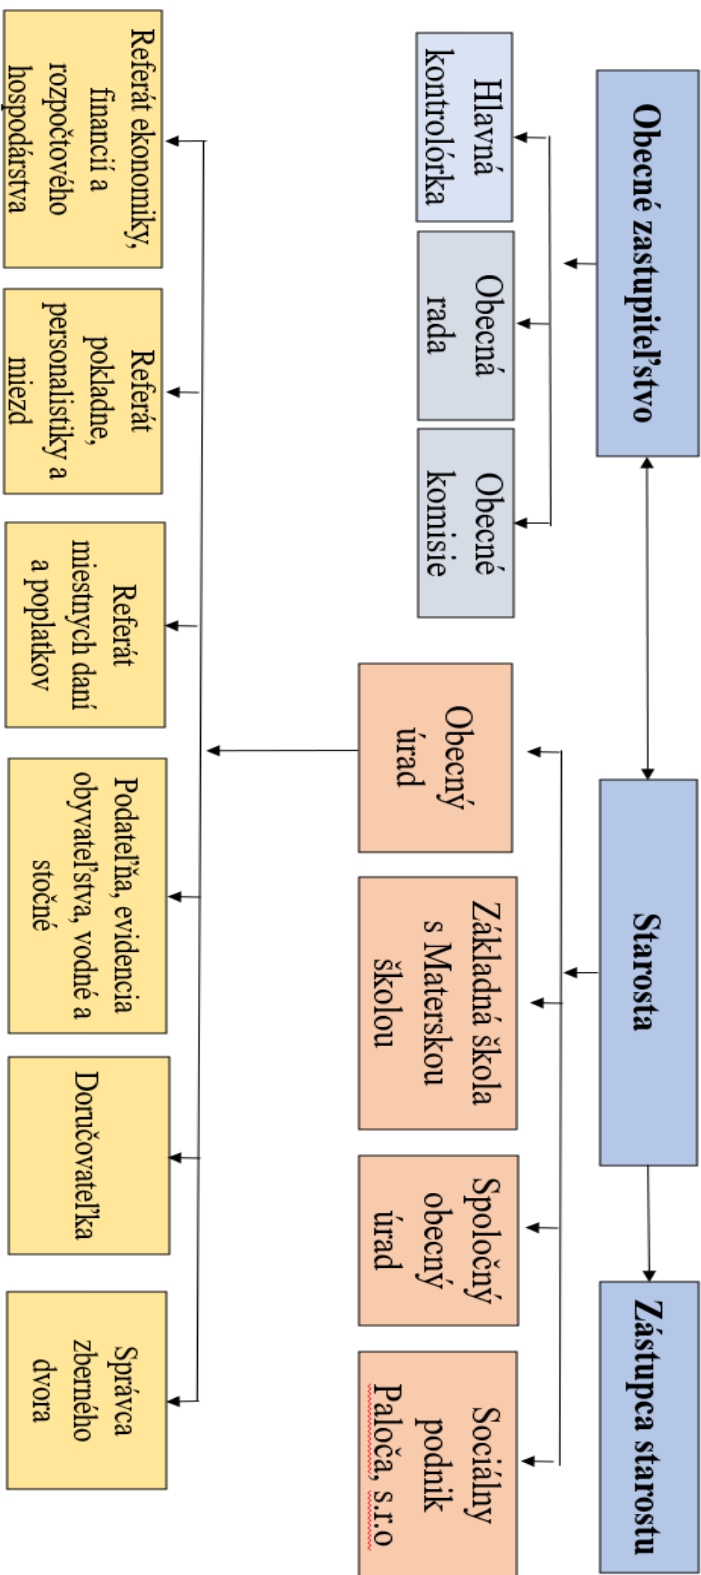 Obecné zastupiteľstvo
Starosta
Zástupca starostu
Hlavná
kontrolórka
Obecná
rada
Obecné
komisie
Obecný
úrad
Základná škola
s Materskou
školou
Spoločný
obecný
úrad
Sociálny
podnik
Paloča, s.r.o
Referát ekonomiky,
financií a
rozpočtového
hospodárstva
Referát
pokladne,
personalistiky a
miezd
Referát
miestnych daní
a poplatkov
Podateľňa, evidencia
obyvateľstva, vodné a
stočné
Doručovateľka
Správca
zberného
dvora